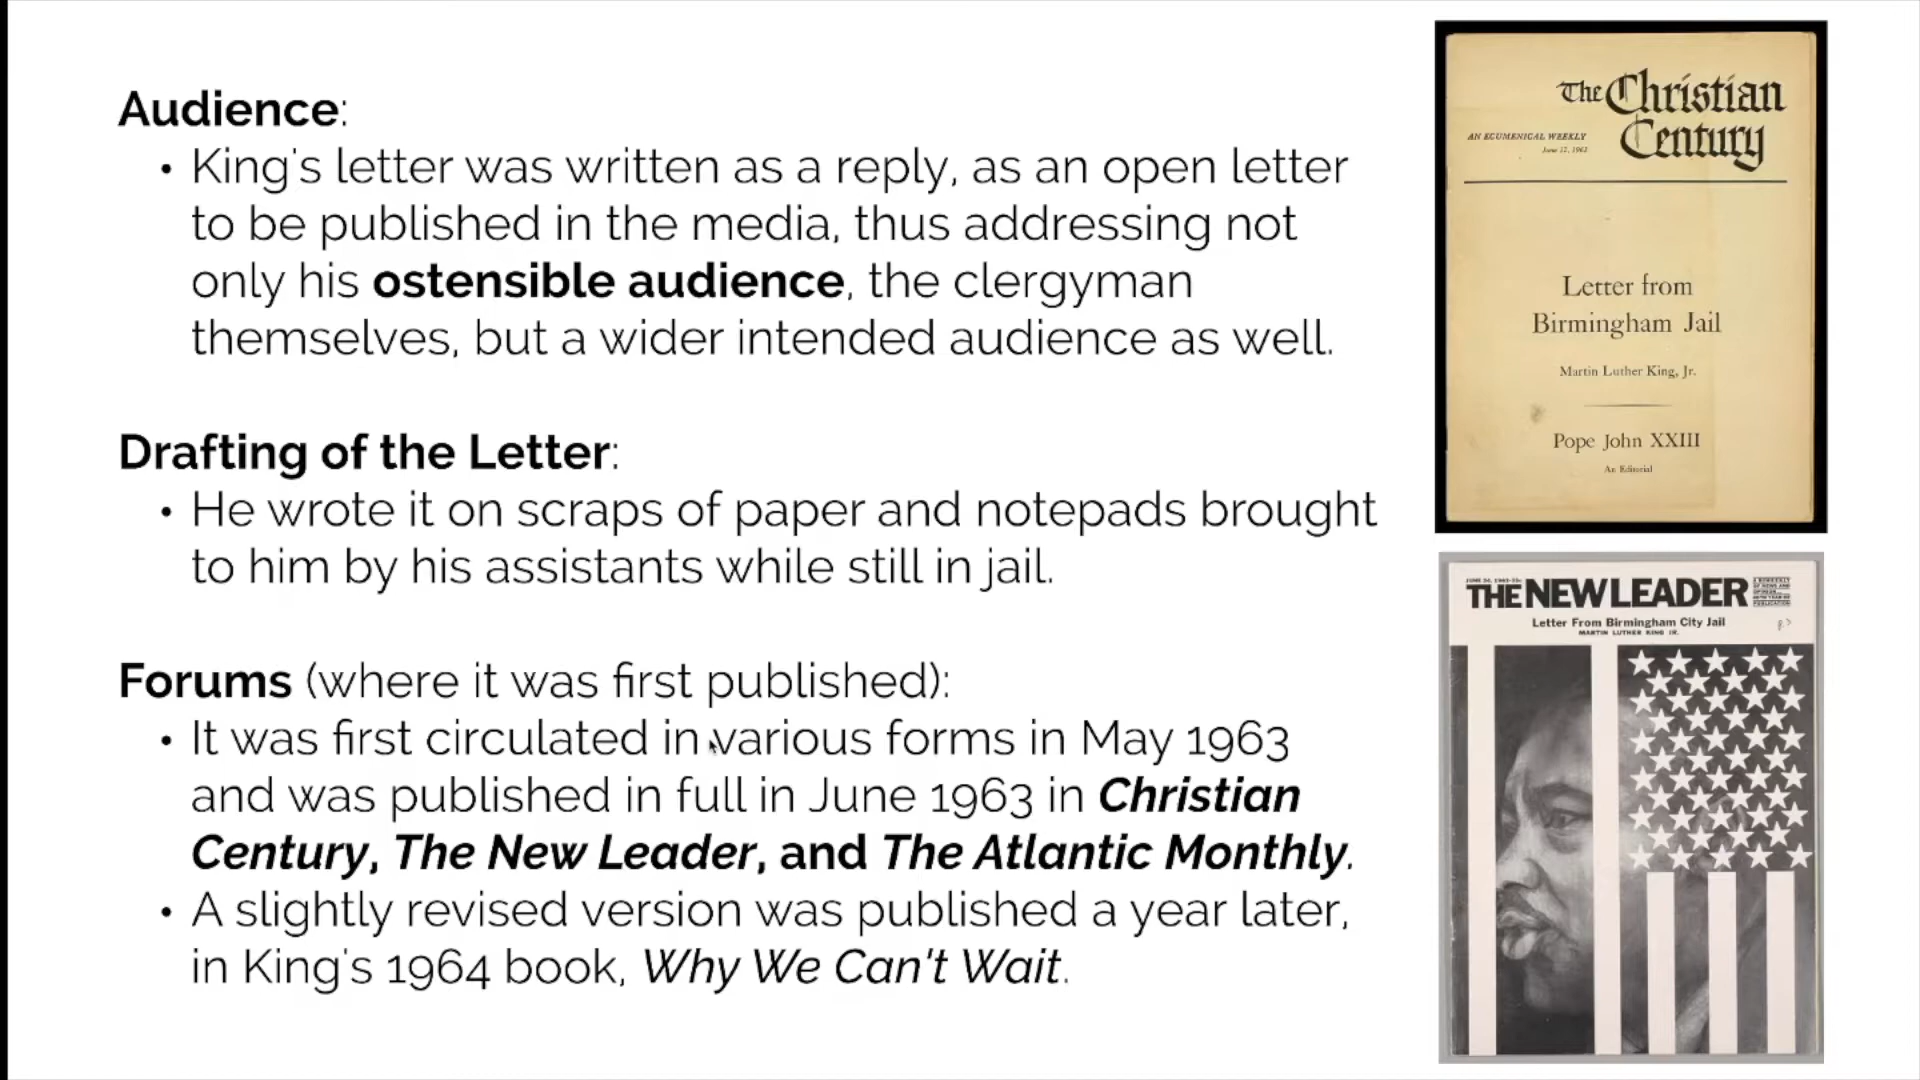 Audience:
• King's letter was written as a reply, as an open letter
to be published in the media, thus addressing not
only his ostensible audience, the clergyman
themselves, but a wider intended audience as well.
Drafting of the Letter:
• He wrote it on scraps of paper and notepads brought
to him by his assistants while still in jail.
Forums (where it was first published):
• It was first circulated in various forms in May 1963
and was published in full in June 1963 in Christian
Century, The New Leader, and The Atlantic Monthly.
• A slightly revised version was published a year later,
in King's 1964 book, Why We Can't Wait.
The Christian
Century
AN ECUMENICAL WEEKLY
June 12, 1963
Letter from
Birmingham Jail
Martin Luther King, Jr.
Pope John XXIII
An Editorial
THE NEW LEADER
Letter From Birmingham City Jail
MARTIN LUTHER KING JR.